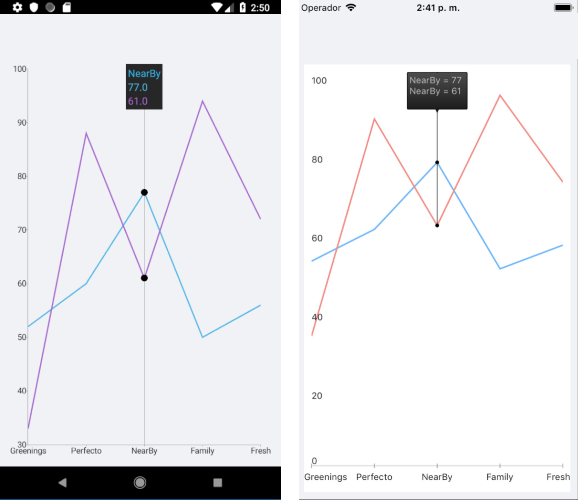 2:50
100
NearBy
77.0
61.0
90
80
70
60
50
40
30
Greenings Perfecto NearBy Family Fresh
Operador 2:41 p. m.
100
NearBy = 77
NearBy = 61
80
60
40
20
0
Greenings Perfecto NearBy Family Fresh